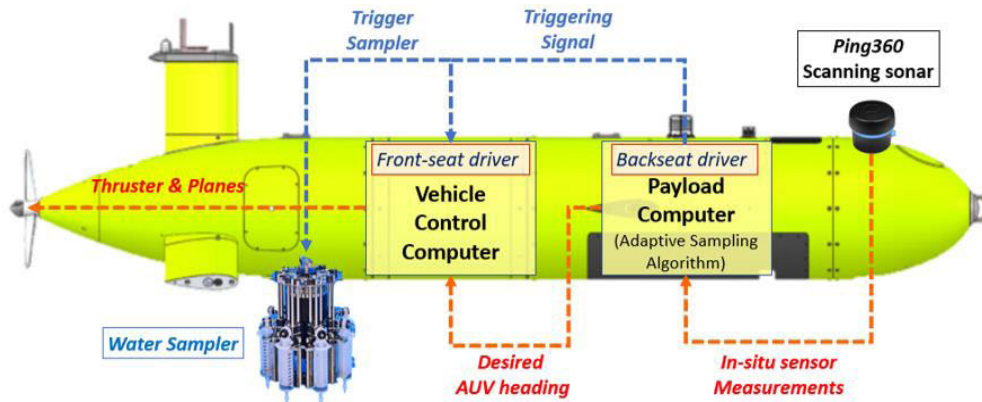 Trigger
Sampler
Triggering
Signal
Ping360
Scanning sonar
Front-seat driver
Vehicle
Control
Computer
Backseat driver
Payload
Computer
(Adaptive Sampling
Algorithm)
Thruster & Planes
Water Sampler
Desired
AUV heading
In-situ sensor
Measurements